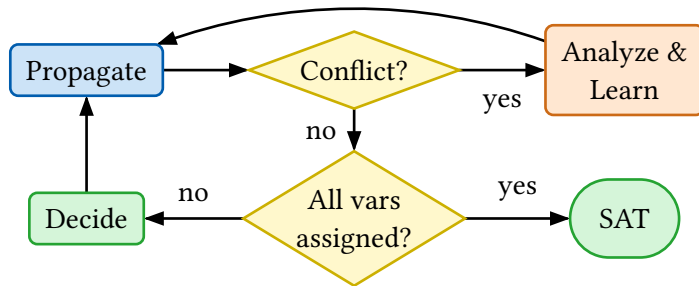 Propagate
Conflict?
Analyze &
Learn
yes
no
Decide
no
All vars
assigned?
yes
SAT